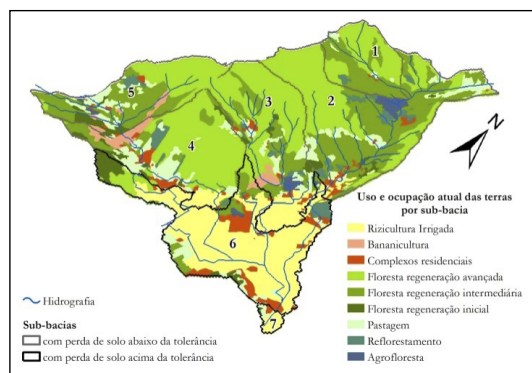 1
2
3
4
5
6
7
N
Uso e ocupação atual das terras
por sub-bacia
Rizicultura Irrigada
Bananicultura
Complexos residenciais
Floresta regeneração avançada
Floresta regeneração intermediária
Floresta regeneração inicial
Pastagem
Reflorestamento
Agrofloresta
Hidrografia
Sub-bacias
com perda de solo abaixo da tolerância
com perda de solo acima da tolerância